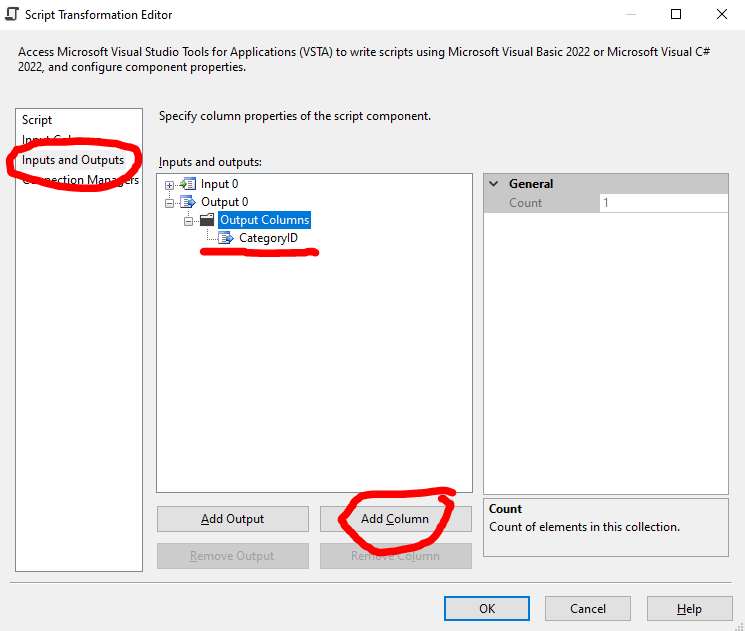 Script Transformation Editor
Access Microsoft Visual Studio Tools for Applications (VSTA) to write scripts using Microsoft Visual Basic 2022 or Microsoft Visual C#
2022, and configure component properties.
Script
Input Columns
Inputs and Outputs
Connection Managers
Specify column properties of the script component.
Inputs and outputs:
Input 0
Output 0
Output Columns
CategoryID
General
Count 1
Add Output
Add Column
Remove Output
Remove Column
Count
Count of elements in this collection.
OK
Cancel
Help